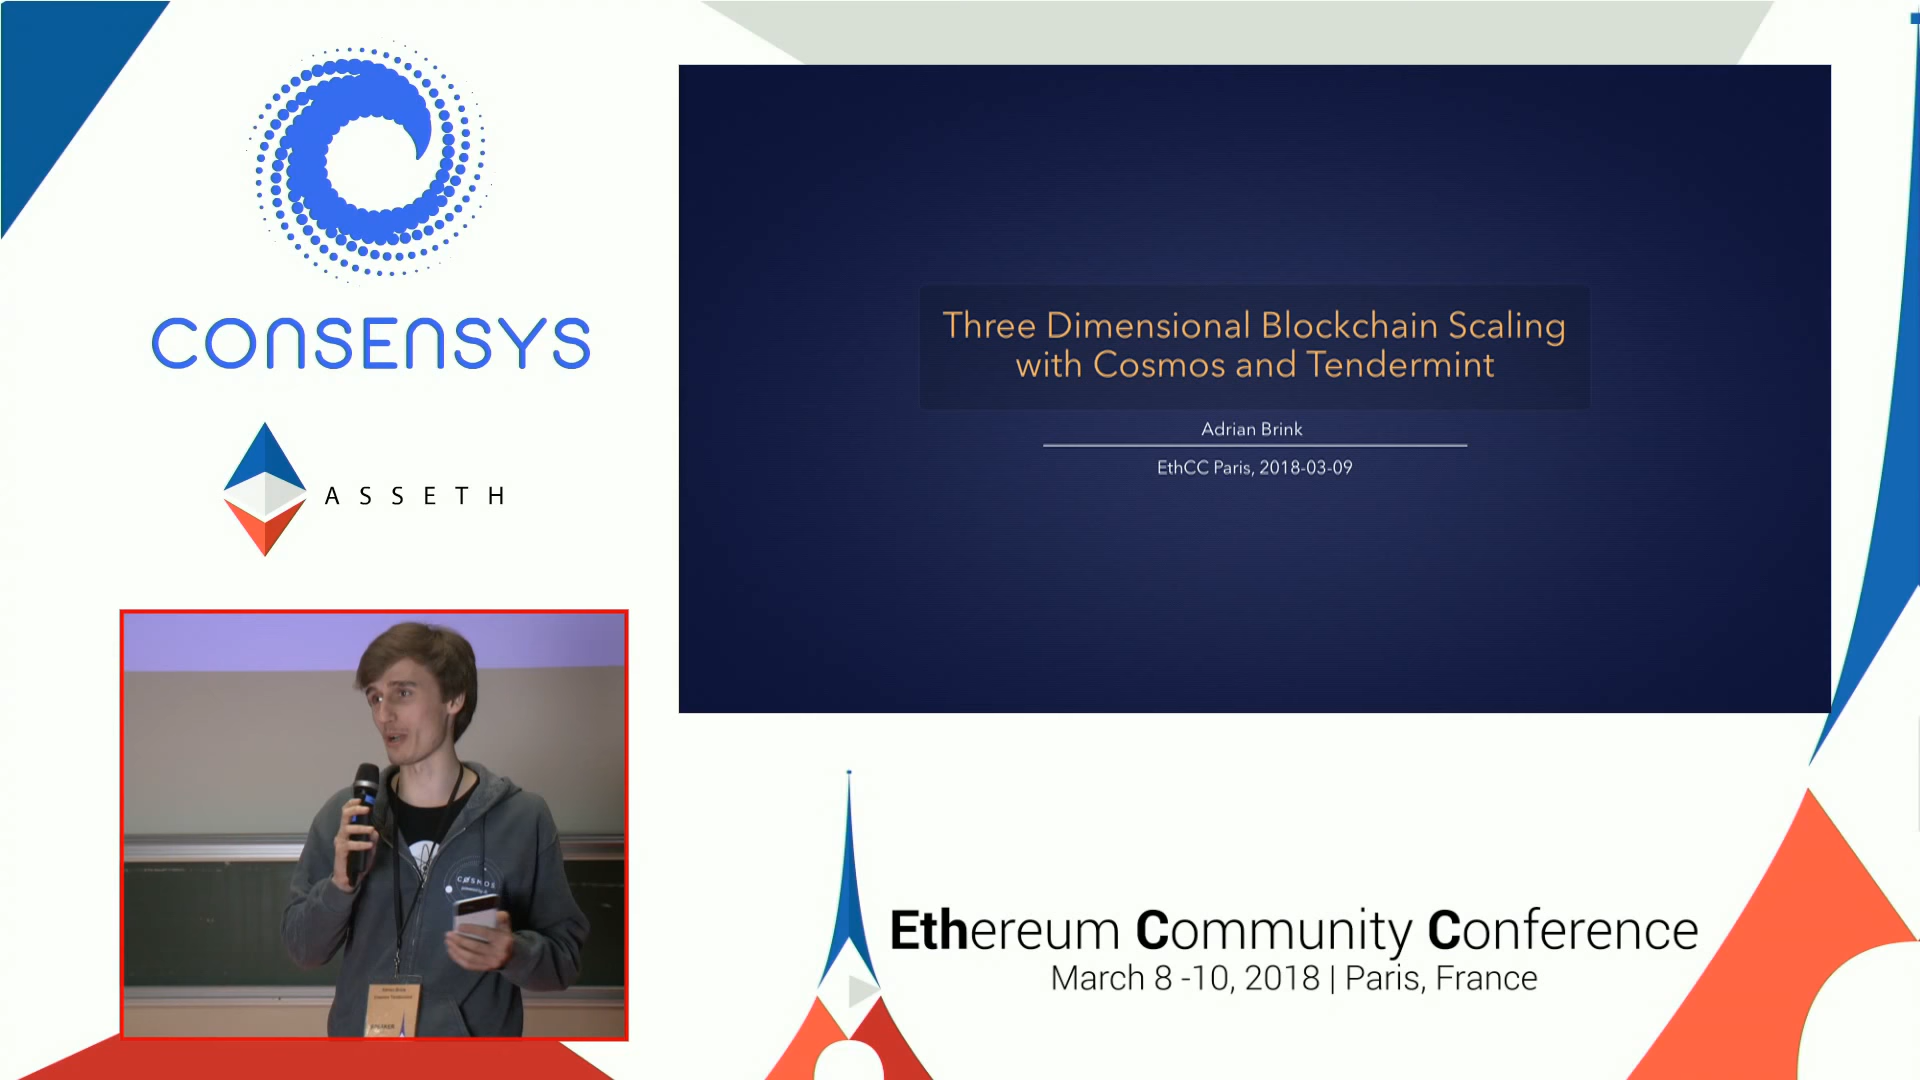 CONSENSYS
ASSETH
Three Dimensional Blockchain Scaling
with Cosmos and Tendermint
Adrian Brink
EthCC Paris, 2018-03-09
COSMOS
Ethereum Community Conference
March 8 -10, 2018 | Paris, France